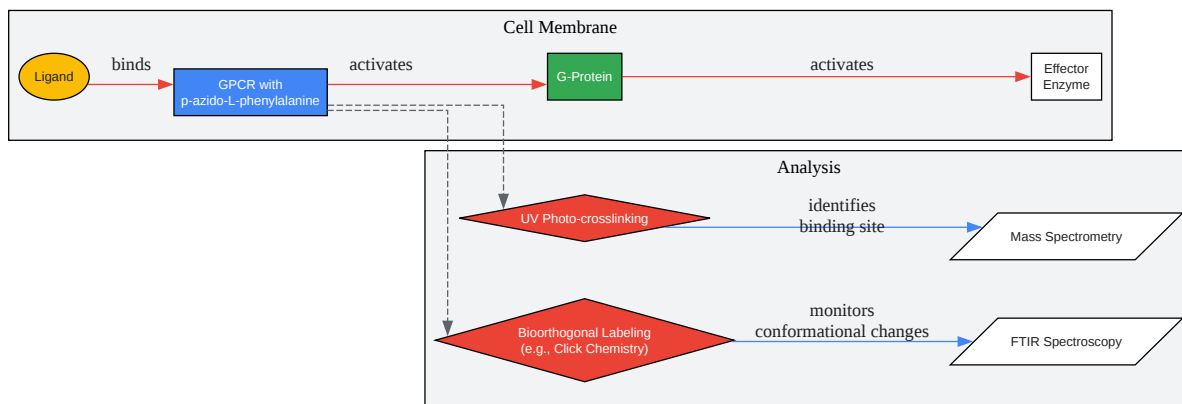 Cell Membrane
Ligand
binds
GPCR with
p-azido-L-phenylalanine
activates
G-Protein
activates
Effector
Enzyme
Analysis
UV Photo-crosslinking
identifies
binding site
Mass Spectrometry
Bioorthogonal Labeling
(e.g., Click Chemistry)
monitors
conformational changes
FTIR Spectroscopy